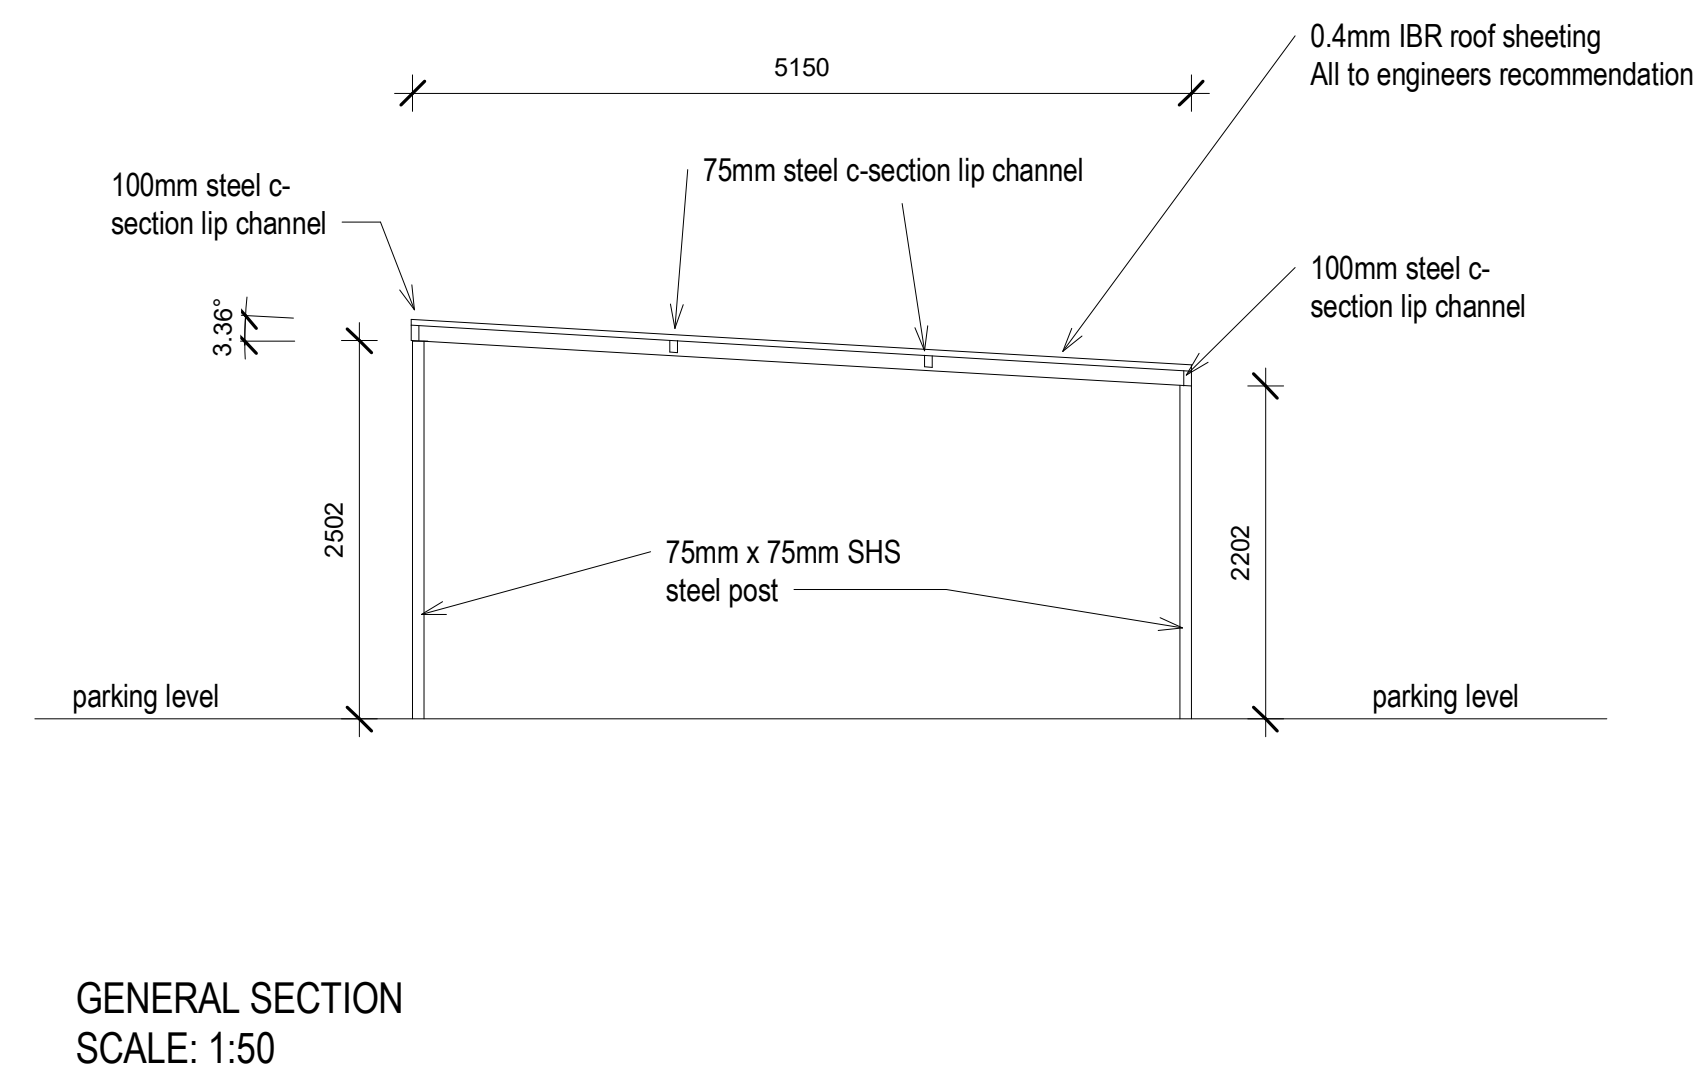 0.4mm IBR roof sheeting
All to engineers recommendation
5150
75mm steel c-section lip channel
100mm steel c-
section lip channel
100mm steel c-
section lip channel
3.36°
2502
2202
75mm x 75mm SHS
steel post
parking level
parking level
GENERAL SECTION
SCALE: 1:50